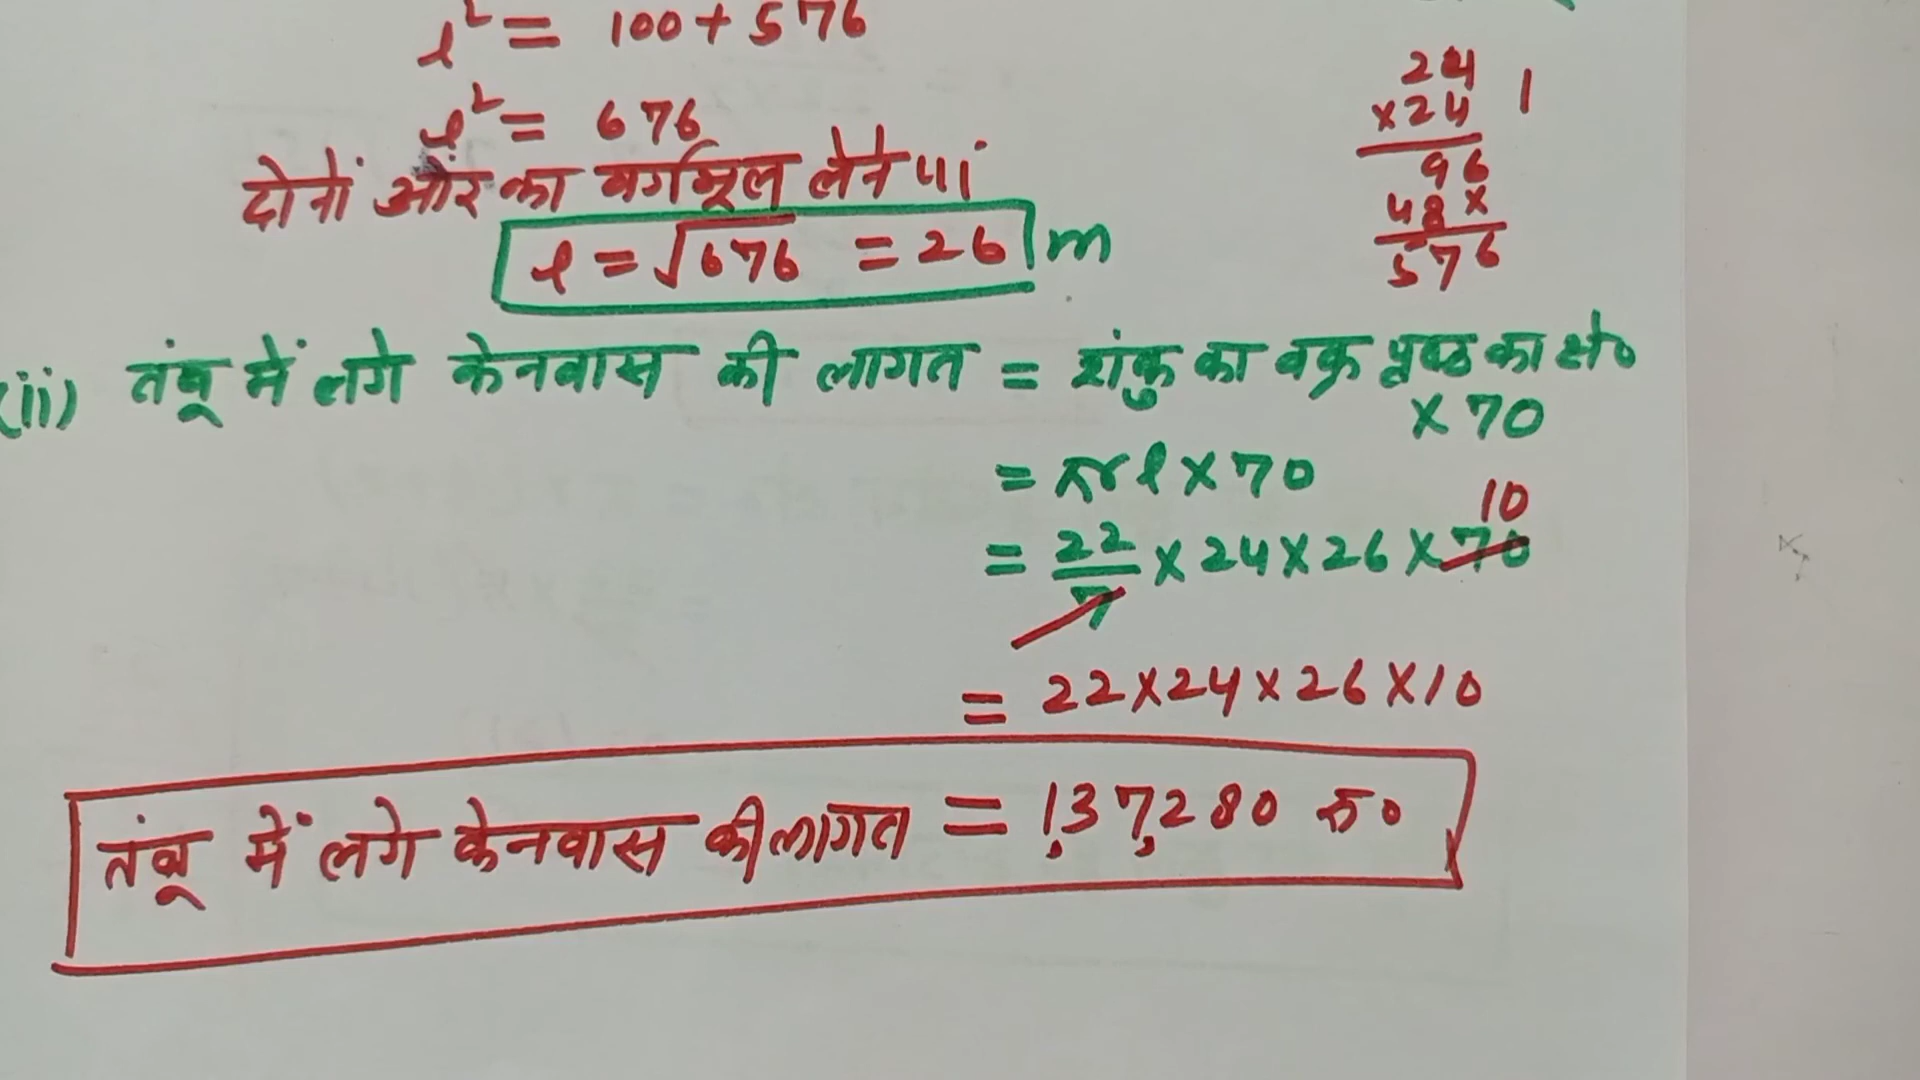 l² = 100 + 576
l² = 676
दोनों ओर का वर्गमूल लेने पर
l = √676 = 26 m
24
×24
96
48×
576
1
(ii) तंबू में लगे केनवास की लागत = शंकु का वक्र पृष्ठ का क्षे०
× 70
= πrl × 70
10
= 22/7 × 24 × 26 × 70
= 22 × 24 × 26 × 10
तंबू में लगे केनवास की लागत = 1,37,280 रु०